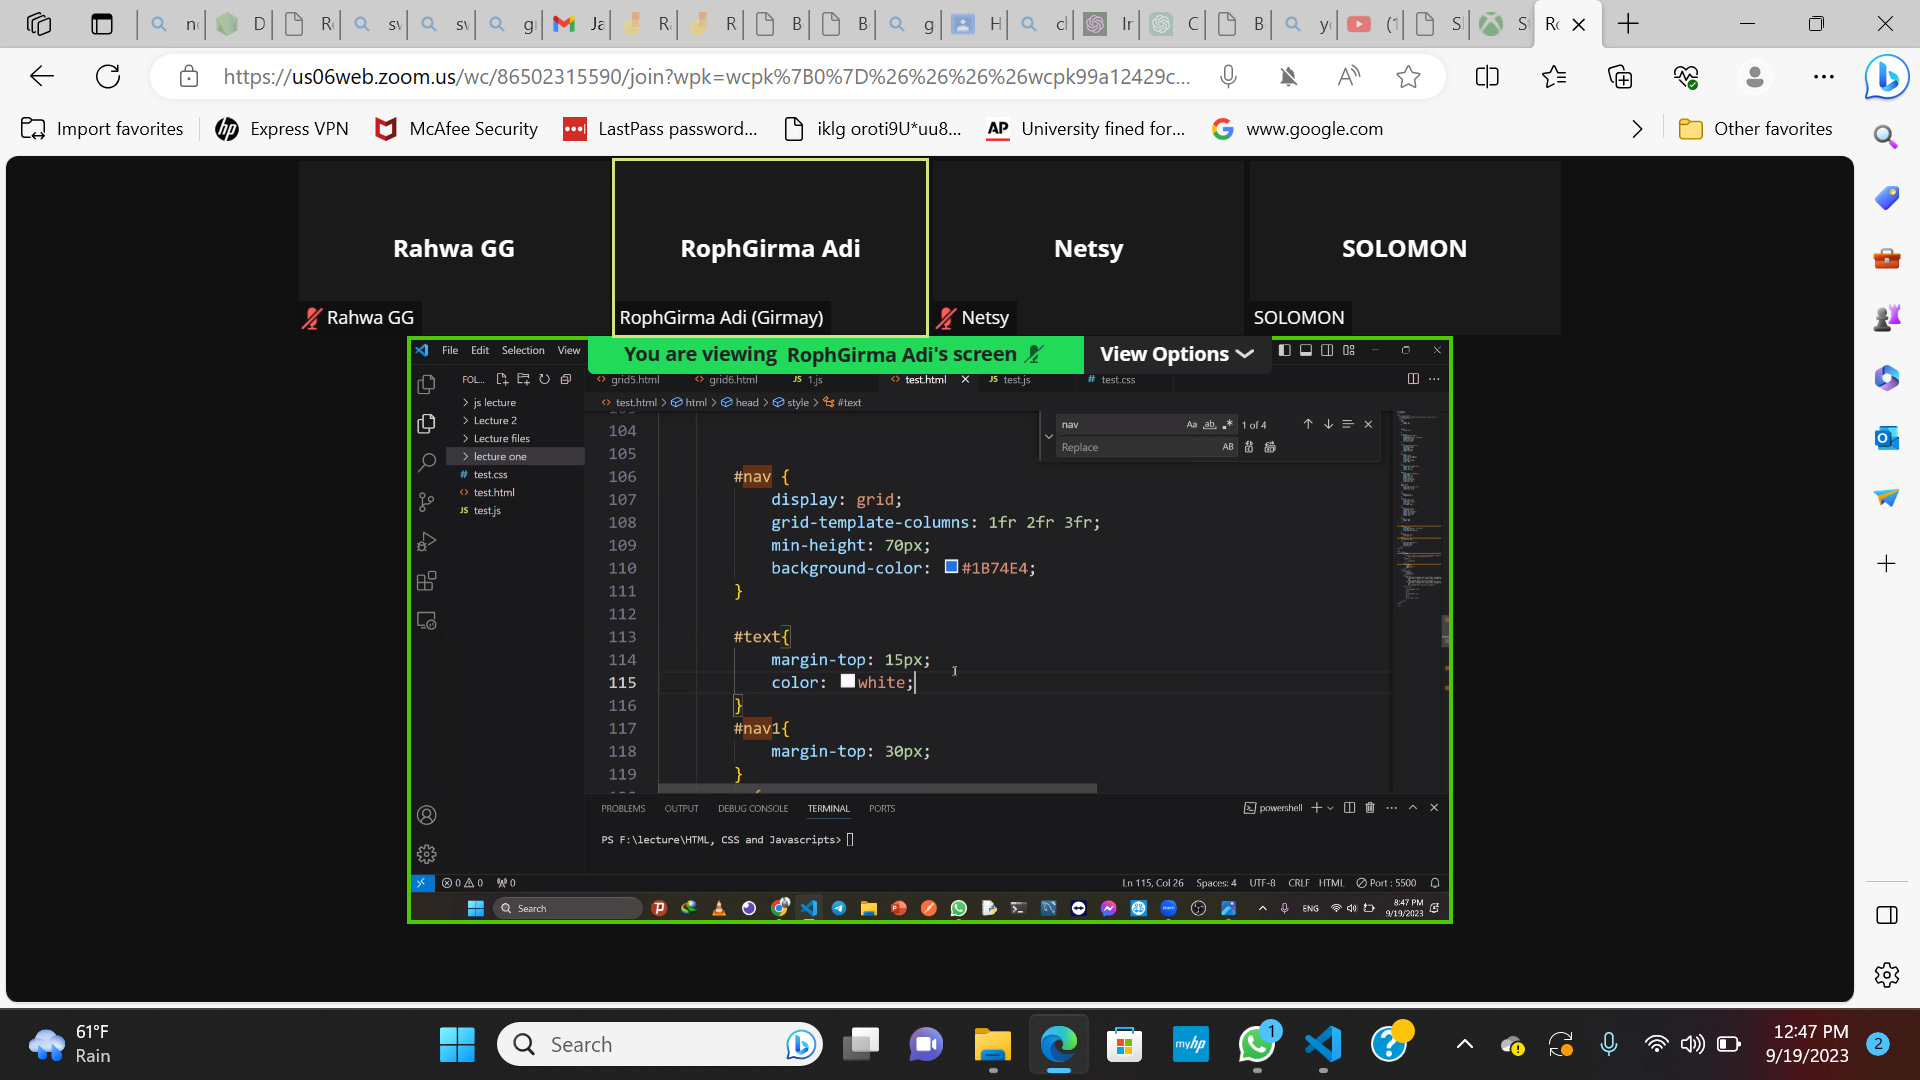 n
D
R
sv
sv
g
Ja
R
R
B
B
g
H
cl
Ir
C
B
y
(1
S
S
R
https://us06web.zoom.us/wc/86502315590/join?wpk=wcpk%7B0%7D%26%26%26%26wcpk99a12429c...
Import favorites
Express VPN
McAfee Security
LastPass password...
iklg oroti9U*uu8...
AP University fined for...
www.google.com
Other favorites
Rahwa GG
RophGirma Adi
Netsy
SOLOMON
Rahwa GG
RophGirma Adi (Girmay)
Netsy
SOLOMON
File Edit Selection View
You are viewing RophGirma Adi's screen
View Options
FOL...
grid5.html
grid6.html
JS 1.js
test.html
JS test.js
# test.css
js lecture
Lecture 2
Lecture files
lecture one
# test.css
test.html
JS test.js
test.html > html > head > style > #text
nav
Aa ab
1 of 4
Replace
AB
104
105
106 #nav {
107 display: grid;
108 grid-template-columns: 1fr 2fr 3fr;
109 min-height: 70px;
110 background-color: #1B74E4;
111 }
112
113 #text{
114 margin-top: 15px;
115 color: white;
116 }
117 #nav1{
118 margin-top: 30px;
119 }
PROBLEMS OUTPUT DEBUG CONSOLE TERMINAL PORTS
powershell
PS F:\lecture\HTML, CSS and Javascripts>
0 0 0
Ln 115, Col 26 Spaces: 4 UTF-8 CRLF HTML Port : 5500
Search
ENG
8:47 PM
9/19/2023
61°F
Rain
Search
myhp
1
12:47 PM
9/19/2023
2